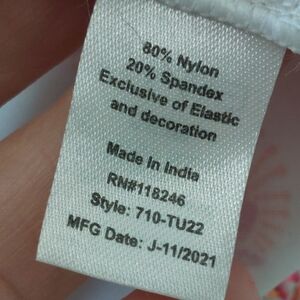 80% Nylon
20% Spandex
Exclusive of Elastic
and decoration
Made in India
RN#118246
Style: 710-TU22
MFG Date: J-11/2021